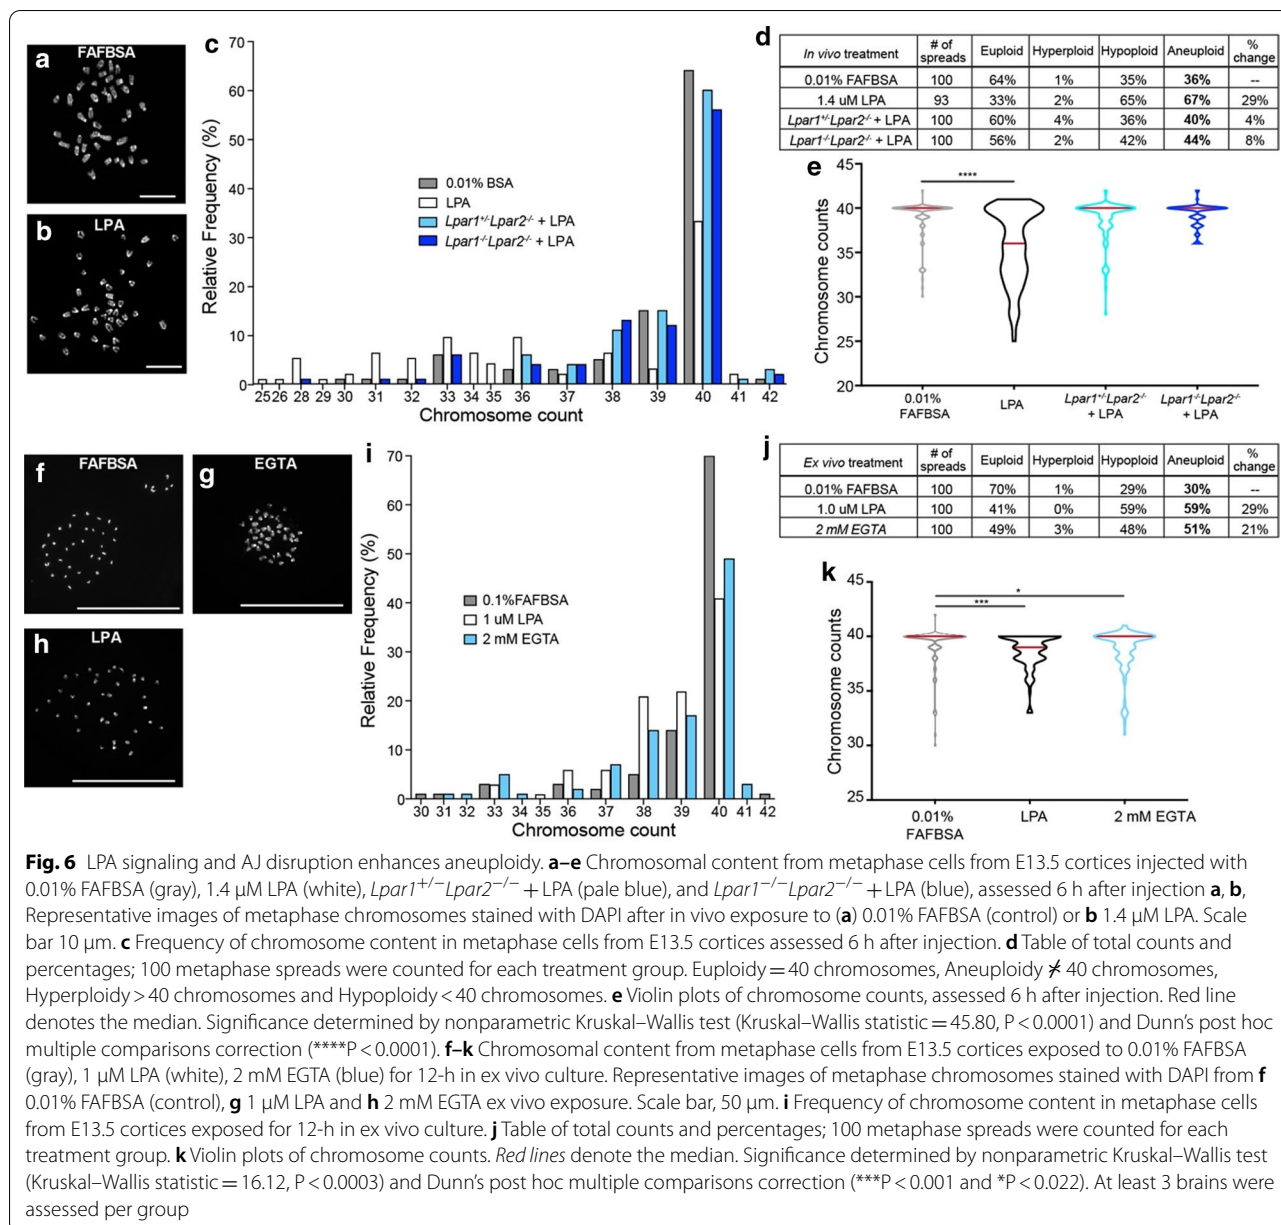 a
FAFBSA
b
LPA
c
70
60
50
40
30
20
10
0
Relative Frequency (%)
0.01% BSA
LPA
Lpar1+/-Lpar2-/- + LPA
Lpar1-/-Lpar2-/- + LPA
25 26 28 29 30 31 32 33 34 35 36 37 38 39 40 41 42
Chromosome count
d
In vivo treatment # of spreads Euploid Hyperploid Hypoploid Aneuploid % change
0.01% FAFBSA 100 64% 1% 35% 36% --
1.4 uM LPA 93 33% 2% 65% 67% 29%
Lpar1+/-Lpar2-/- + LPA 100 60% 4% 36% 40% 4%
Lpar1-/-Lpar2-/- + LPA 100 56% 2% 42% 44% 8%
e
45
40
35
30
25
20
Chromosome counts
****
0.01% FAFBSA LPA Lpar1+/-Lpar2-/- + LPA Lpar1-/-Lpar2-/- + LPA
f
FAFBSA
g
EGTA
h
LPA
i
70
60
50
40
30
20
10
0
Relative Frequency (%)
0.1%FAFBSA
1 uM LPA
2 mM EGTA
30 31 32 33 34 35 36 37 38 39 40 41 42
Chromosome count
j
Ex vivo treatment # of spreads Euploid Hyperploid Hypoploid Aneuploid % change
0.01% FAFBSA 100 70% 1% 29% 30% --
1.0 uM LPA 100 41% 0% 59% 59% 29%
2 mM EGTA 100 49% 3% 48% 51% 21%
k
45
40
35
30
25
Chromosome counts
*
***
0.01% FAFBSA LPA 2 mM EGTA
Fig. 6 LPA signaling and AJ disruption enhances aneuploidy. a–e Chromosomal content from metaphase cells from E13.5 cortices injected with
0.01% FAFBSA (gray), 1.4 µM LPA (white), Lpar1+/−Lpar2−/− + LPA (pale blue), and Lpar1−/−Lpar2−/− + LPA (blue), assessed 6 h after injection a, b,
Representative images of metaphase chromosomes stained with DAPI after in vivo exposure to (a) 0.01% FAFBSA (control) or b 1.4 µM LPA. Scale
bar 10 µm. c Frequency of chromosome content in metaphase cells from E13.5 cortices assessed 6 h after injection. d Table of total counts and
percentages; 100 metaphase spreads were counted for each treatment group. Euploidy = 40 chromosomes, Aneuploidy ≠ 40 chromosomes,
Hyperploidy > 40 chromosomes and Hypoploidy < 40 chromosomes. e Violin plots of chromosome counts, assessed 6 h after injection. Red line
denotes the median. Significance determined by nonparametric Kruskal–Wallis test (Kruskal–Wallis statistic = 45.80, P < 0.0001) and Dunn's post hoc
multiple comparisons correction (****P < 0.0001). f–k Chromosomal content from metaphase cells from E13.5 cortices exposed to 0.01% FAFBSA
(gray), 1 µM LPA (white), 2 mM EGTA (blue) for 12-h in ex vivo culture. Representative images of metaphase chromosomes stained with DAPI from f
0.01% FAFBSA (control), g 1 µM LPA and h 2 mM EGTA ex vivo exposure. Scale bar, 50 µm. i Frequency of chromosome content in metaphase cells
from E13.5 cortices exposed for 12-h in ex vivo culture. j Table of total counts and percentages; 100 metaphase spreads were counted for each
treatment group. k Violin plots of chromosome counts. Red lines denote the median. Significance determined by nonparametric Kruskal–Wallis test
(Kruskal–Wallis statistic = 16.12, P < 0.0003) and Dunn's post hoc multiple comparisons correction (***P < 0.001 and *P < 0.022). At least 3 brains were
assessed per group